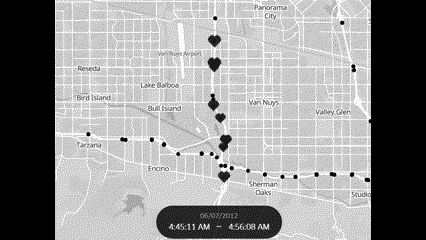 Panorama
City
Van Nuys Airport
Reseda
Lake Balboa
Bird Island
Bull Island
Van Nuys
Valley Glen
Tarzana
Encino
Sherman
Oaks
Studio
06/07/2012
4:45:11 AM – 4:56:08 AM